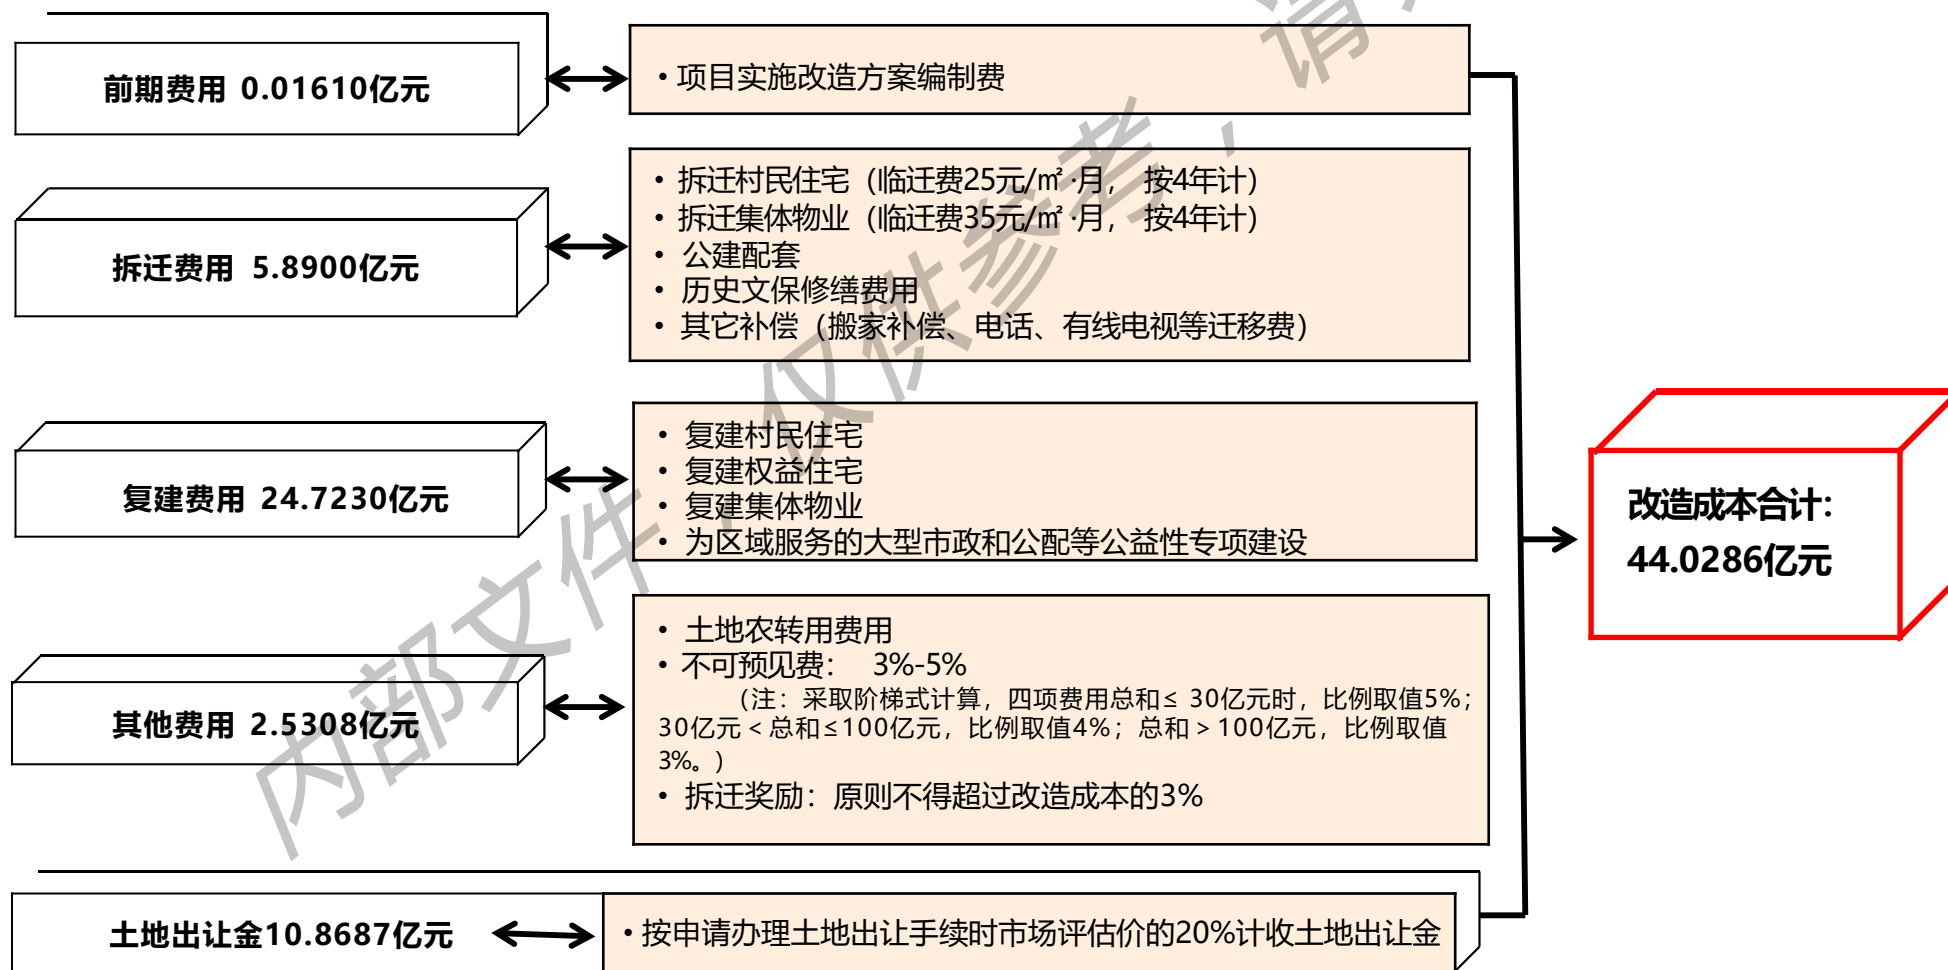 前期费用 0.01610亿元
• 项目实施改造方案编制费
拆迁费用 5.8900亿元
• 拆迁村民住宅（临迁费25元/㎡·月， 按4年计）
• 拆迁集体物业（临迁费35元/㎡·月， 按4年计）
• 公建配套
• 历史文保修缮费用
• 其它补偿（搬家补偿、电话、有线电视等迁移费）
复建费用 24.7230亿元
• 复建村民住宅
• 复建权益住宅
• 复建集体物业
• 为区域服务的大型市政和公配等公益性专项建设
改造成本合计：
44.0286亿元
其他费用 2.5308亿元
• 土地农转用费用
• 不可预见费： 3%-5%
（注：采取阶梯式计算，四项费用总和≤ 30亿元时，比例取值5%；
30亿元＜总和≤100亿元，比例取值4%；总和＞100亿元，比例取值
3%。）
• 拆迁奖励：原则不得超过改造成本的3%
土地出让金10.8687亿元
• 按申请办理土地出让手续时市场评估价的20%计收土地出让金
内部文件，仅供参考，请